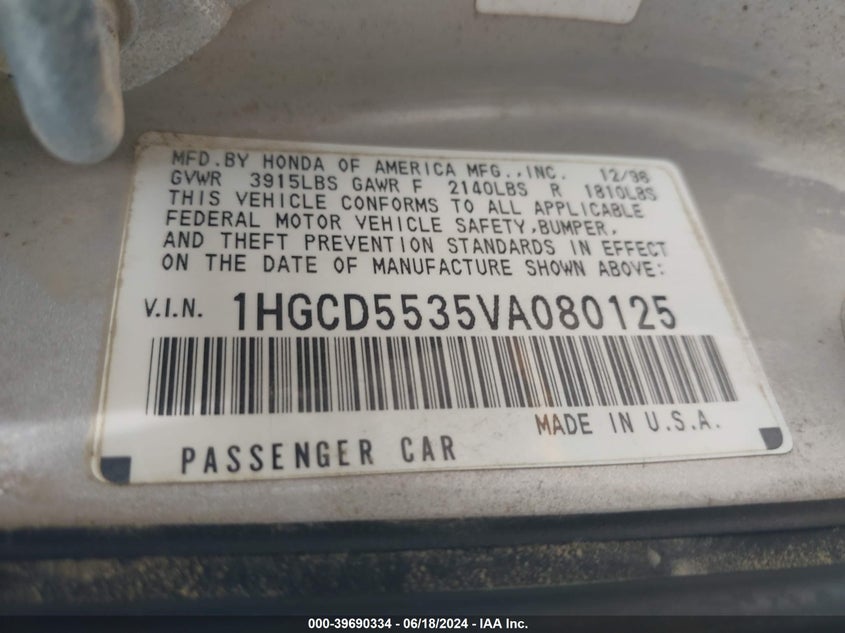 MFD.BY HONDA OF AMERICA MFG.,INC. 12/96
GVWR 3915LBS GAWR F 2140LBS R 1810LBS
THIS VEHICLE CONFORMS TO ALL APPLICABLE
FEDERAL MOTOR VEHICLE SAFETY,BUMPER,
AND THEFT PREVENTION STANDARDS IN EFFECT
ON THE DATE OF MANUFACTURE SHOWN ABOVE:
V.I.N. 1HGCD5535VA080125
MADE IN U.S.A.
PASSENGER CAR
000-39690334 - 06/18/2024 - IAA Inc.